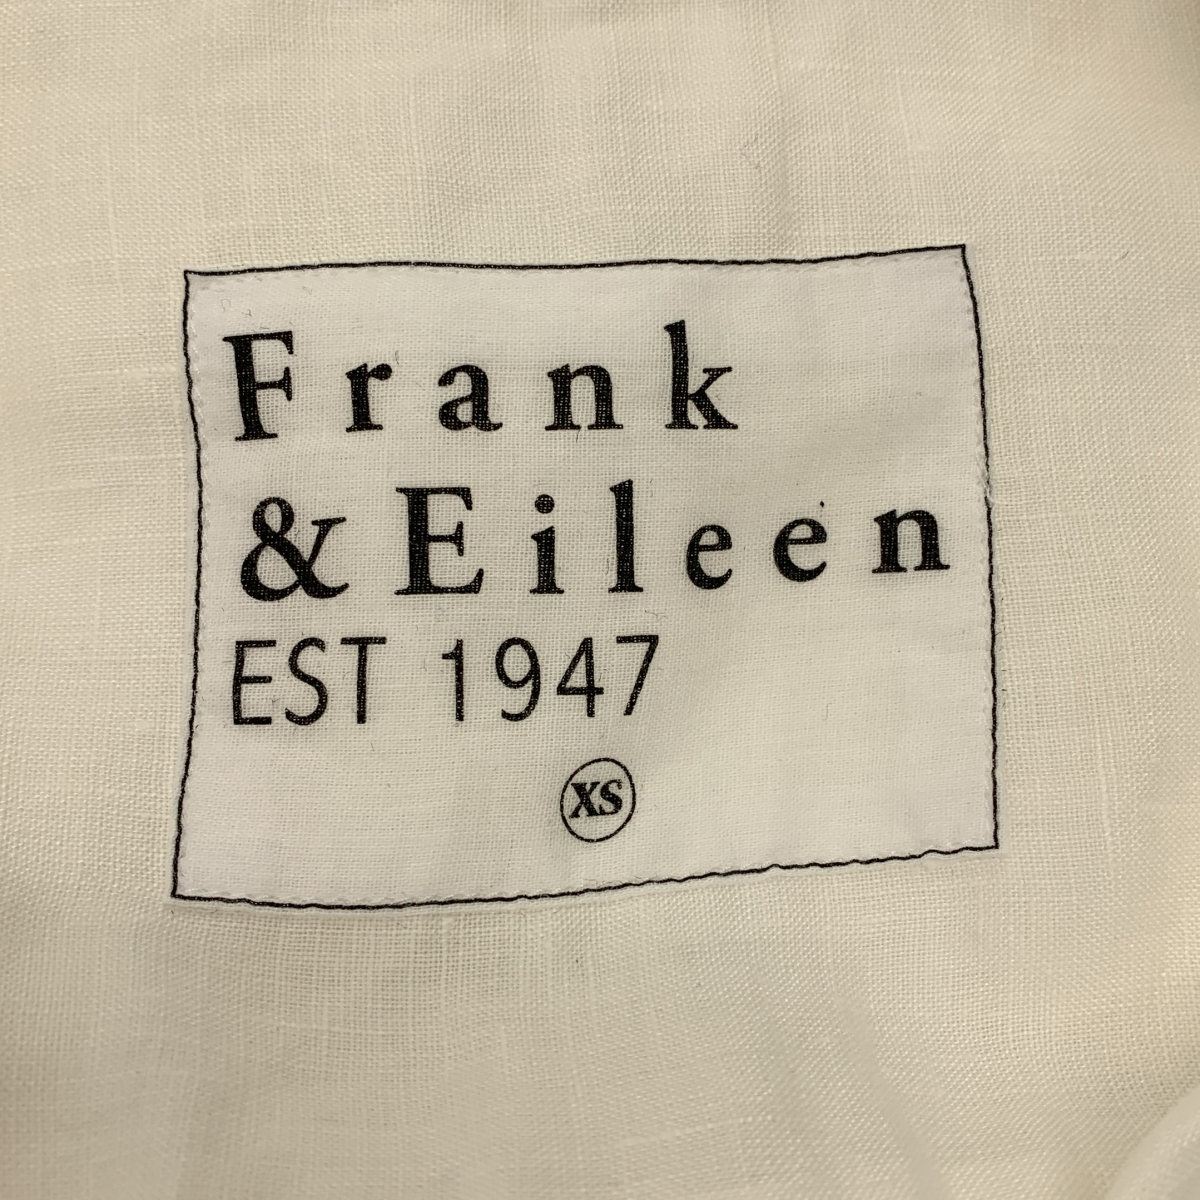 Frank
& Eileen
EST 1947
XS